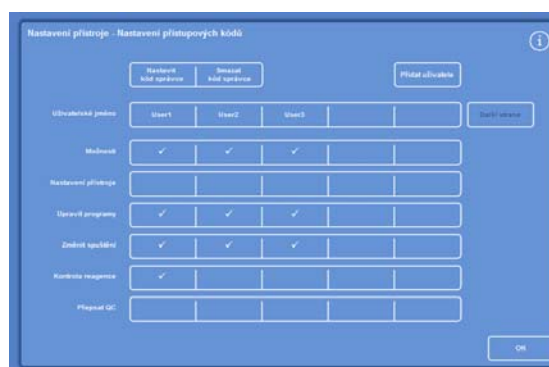 Nastavení přístroje - Nastavení přístupových kódů
Nastavit kód správce
Smazat kód správce
Přidat uživatele
Uživatelské jméno
User1
User2
User3
Další strana
Možnosti
Nastavení přístroje
Upravit programy
Změnit spuštění
Kontrola reagence
Přepsat QC
OK